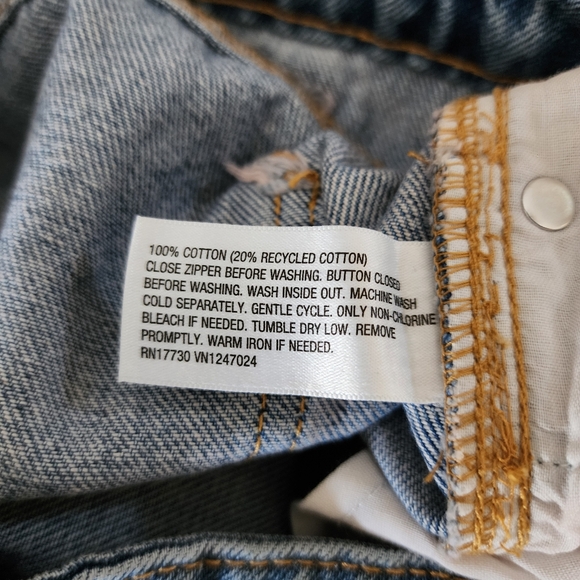 100% COTTON (20% RECYCLED COTTON)
CLOSE ZIPPER BEFORE WASHING. BUTTON CLOSED
BEFORE WASHING. WASH INSIDE OUT. MACHINE WASH
COLD SEPARATELY. GENTLE CYCLE. ONLY NON-CHLORINE
BLEACH IF NEEDED. TUMBLE DRY LOW. REMOVE
PROMPTLY. WARM IRON IF NEEDED.
RN17730 VN1247024